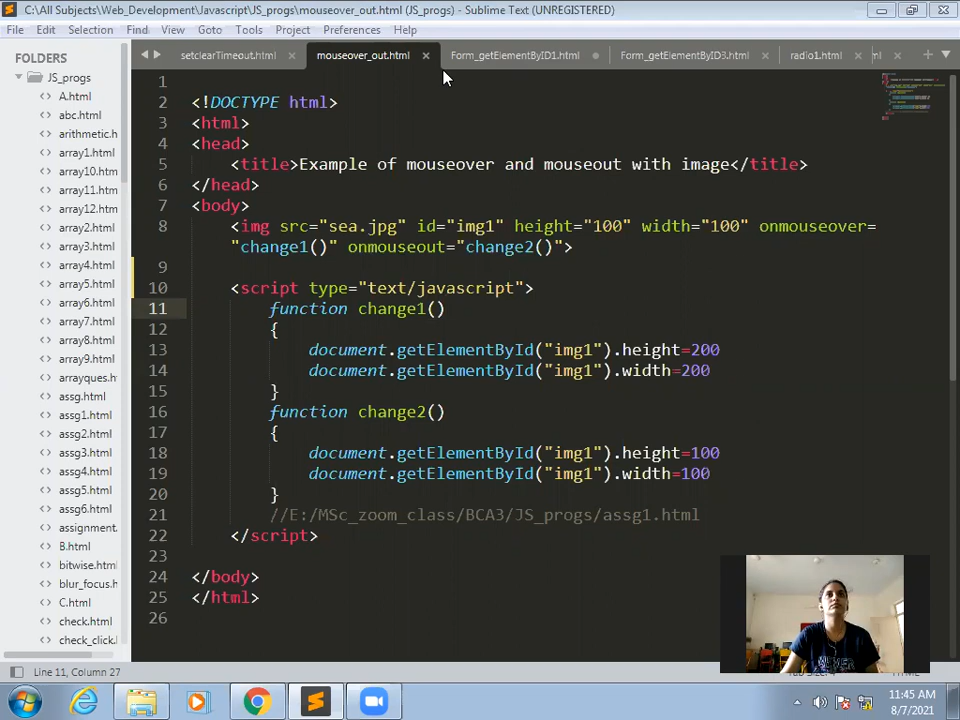 C:\All Subjects\Web_Development\Javascript\JS_progs\mouseover_out.html (JS_progs) - Sublime Text (UNREGISTERED)
File Edit Selection Find View Goto Tools Project Preferences Help
FOLDERS
JS_progs
A.html
abc.html
arithmetic.h
array1.html
array10.htm
array11.htm
array12.htm
array2.html
array3.html
array4.html
array5.html
array6.html
array7.html
array8.html
array9.html
arrayques.h
assg.html
assg1.html
assg2.html
assg3.html
assg4.html
assg5.html
assg6.html
assignment.
B.html
bitwise.htm
blur_focus.
C.html
check.html
check_click.
setclearTimeout.html mouseover_out.html Form_getElementByID1.html Form_getElementByID3.html radio1.html ml
1
2 <!DOCTYPE html>
3 <html>
4 <head>
5 <title>Example of mouseover and mouseout with image</title>
6 </head>
7 <body>
8 <img src="sea.jpg" id="img1" height="100" width="100" onmouseover=
"change1()" onmouseout="change2()">
9
10 <script type="text/javascript">
11 function change1()
12 {
13 document.getElementById("img1").height=200
14 document.getElementById("img1").width=200
15 }
16 function change2()
17 {
18 document.getElementById("img1").height=100
19 document.getElementById("img1").width=100
20 }
21 //E:/MSc_zoom_class/BCA3/JS_progs/assg1.html
22 </script>
23
24 </body>
25 </html>
26
Line 11, Column 27
11:45 AM
8/7/2021